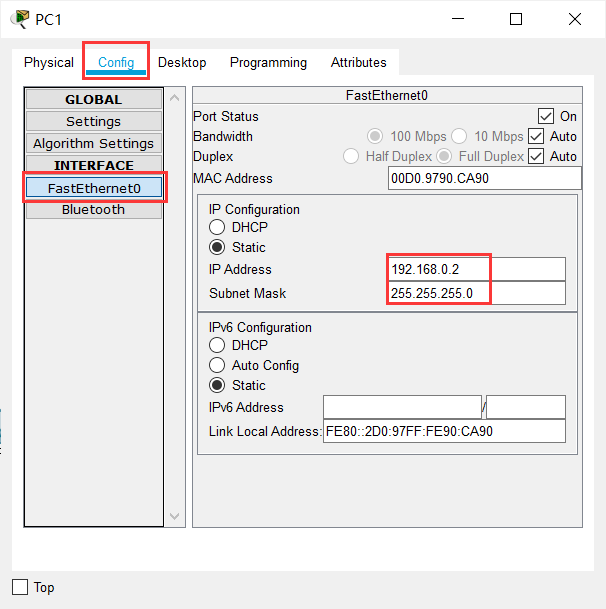 PC1
Physical Config Desktop Programming Attributes
GLOBAL
Settings
Algorithm Settings
INTERFACE
FastEthernet0
Bluetooth
FastEthernet0
Port Status On
Bandwidth 100 Mbps 10 Mbps Auto
Duplex Half Duplex Full Duplex Auto
MAC Address 00D0.9790.CA90
IP Configuration
DHCP
Static
IP Address 192.168.0.2
Subnet Mask 255.255.255.0
IPv6 Configuration
DHCP
Auto Config
Static
IPv6 Address /
Link Local Address: FE80::2D0:97FF:FE90:CA90
Top